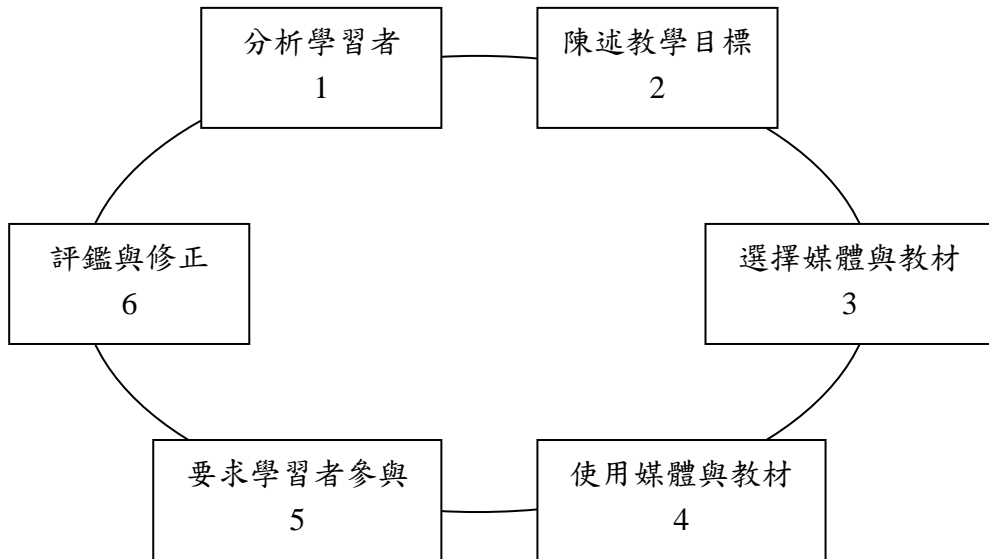 分析學習者
1
陳述教學目標
2
選擇媒體與教材
3
使用媒體與教材
4
要求學習者參與
5
評鑑與修正
6